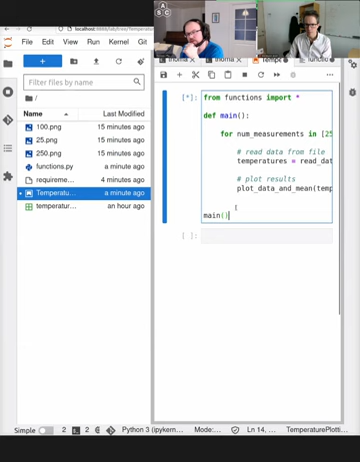 A
S C
localhost:8888/lab/tree/Temperatur
File Edit View Run Kernel Git
Filter files by name
/
Name Last Modified
100.png 15 minutes ago
25.png 15 minutes ago
250.png 15 minutes ago
functions.py a minute ago
requireme... 4 minutes ago
Temperatu... a minute ago
temperatur... an hour ago
[*]: from functions import *
def main():
for num_measurements in [25
# read data from file
temperatures = read_dat
# plot results
plot_data_and_mean(temp
main()
[ ]:
Simple 2 2 Python 3 (ipykern... Mode:... Ln 14, ... TemperaturePlotti...